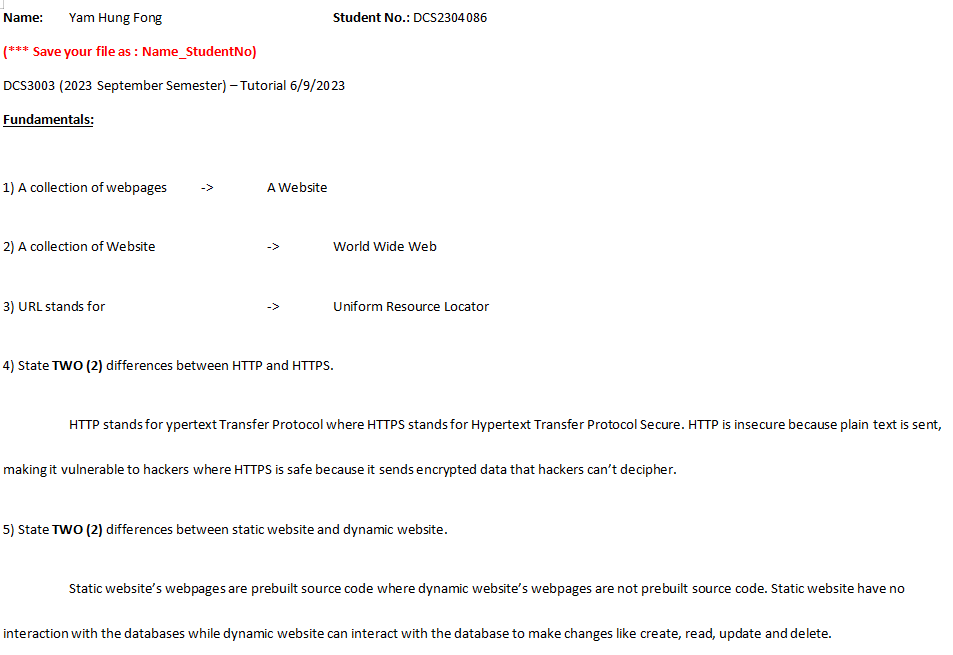 Name: Yam Hung Fong Student No.: DCS2304086
(*** Save your file as : Name_StudentNo)
DCS3003 (2023 September Semester) – Tutorial 6/9/2023
Fundamentals:
1) A collection of webpages -> A Website
2) A collection of Website -> World Wide Web
3) URL stands for -> Uniform Resource Locator
4) State TWO (2) differences between HTTP and HTTPS.
HTTP stands for ypertext Transfer Protocol where HTTPS stands for Hypertext Transfer Protocol Secure. HTTP is insecure because plain text is sent,
making it vulnerable to hackers where HTTPS is safe because it sends encrypted data that hackers can’t decipher.
5) State TWO (2) differences between static website and dynamic website.
Static website’s webpages are prebuilt source code where dynamic website’s webpages are not prebuilt source code. Static website have no
interaction with the databases while dynamic website can interact with the database to make changes like create, read, update and delete.